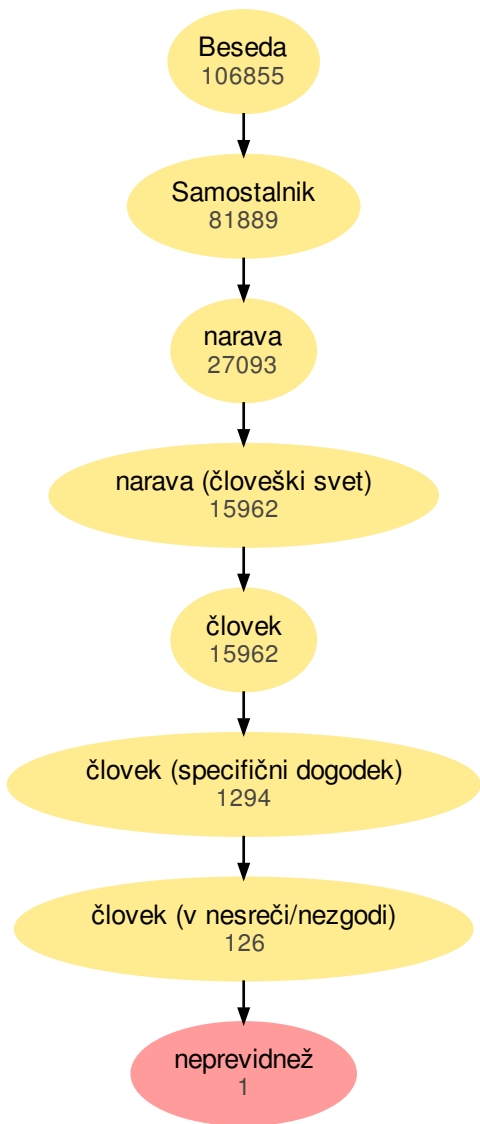 Beseda
106855
Samostalnik
81889
narava
27093
narava (človeški svet)
15962
človek
15962
človek (specifični dogodek)
1294
človek (v nesreči/nezgodi)
126
neprevidnež
1